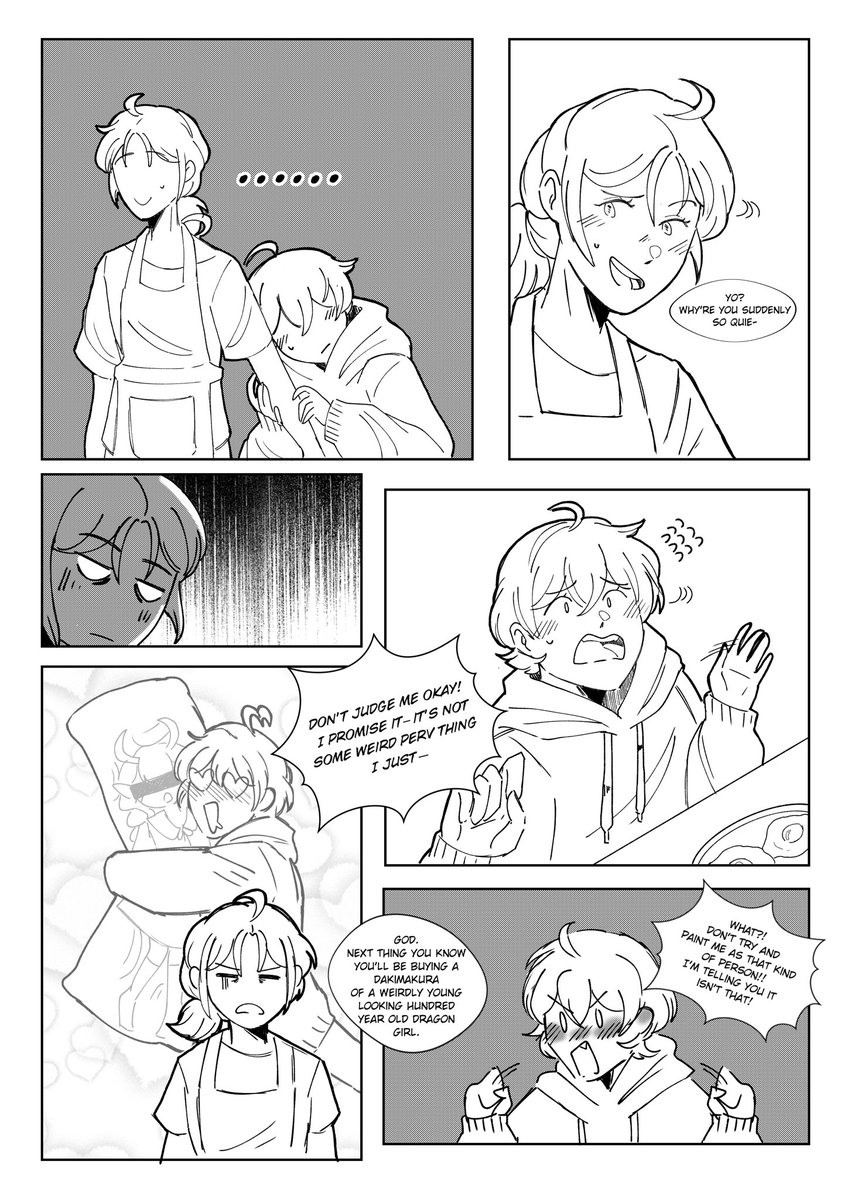 ......
YO?
WHY'RE YOU SUDDENLY
SO QUIE-
DON'T JUDGE ME OKAY!
I PROMISE IT- IT'S NOT
SOME WEIRD PERV THING
I JUST-
GOD.
NEXT THING YOU KNOW
YOU'LL BE BUYING A
DAKIMAKURA
OF A WEIRDLY YOUNG
LOOKING HUNDRED
YEAR OLD DRAGON
GIRL.
WHAT?!
DON'T TRY AND
PAINT ME AS THAT KIND
OF PERSON!!
I'M TELLING YOU IT
ISN'T THAT!